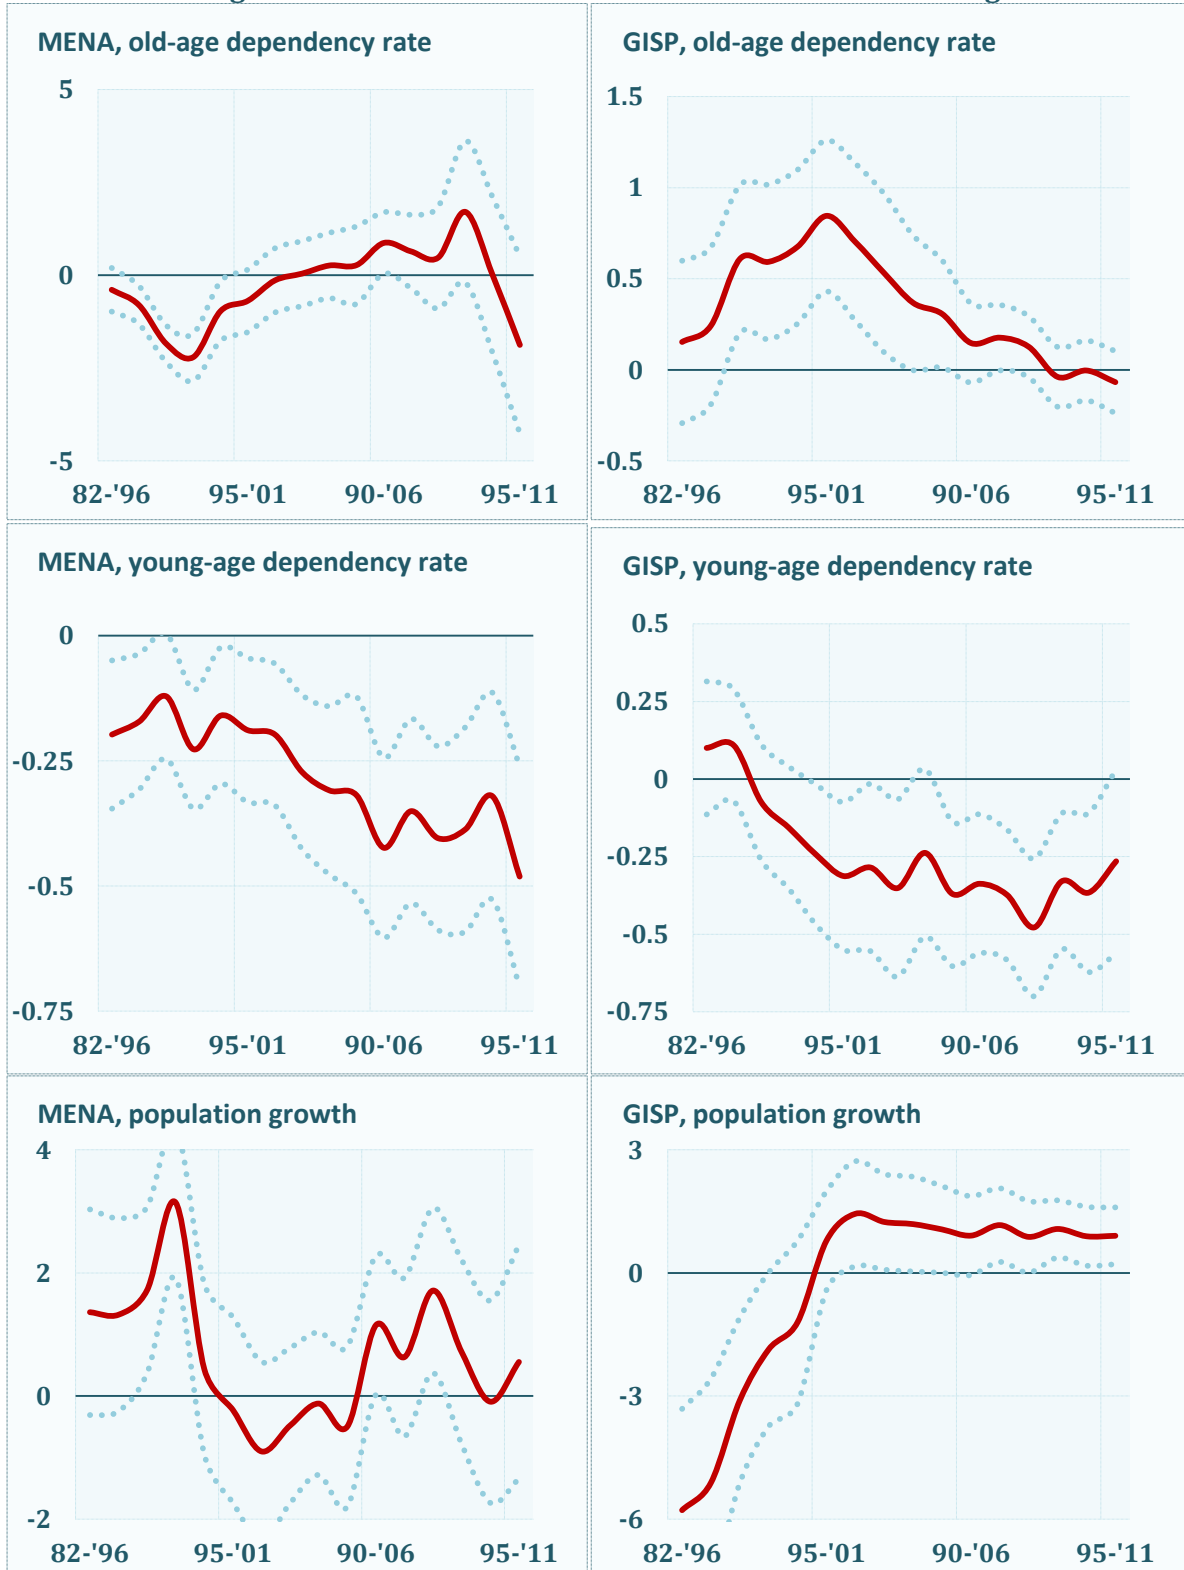 MENA, old-age dependency rate
5
0
-5
82-'96 95-'01 90-'06 95-'11
GISP, old-age dependency rate
1.5
1
0.5
0
-0.5
82-'96 95-'01 90-'06 95-'11
MENA, young-age dependency rate
0
-0.25
-0.5
-0.75
82-'96 95-'01 90-'06 95-'11
GISP, young-age dependency rate
0.5
0.25
0
-0.25
-0.5
-0.75
82-'96 95-'01 90-'06 95-'11
MENA, population growth
4
2
0
-2
82-'96 95-'01 90-'06 95-'11
GISP, population growth
3
0
-3
-6
82-'96 95-'01 90-'06 95-'11